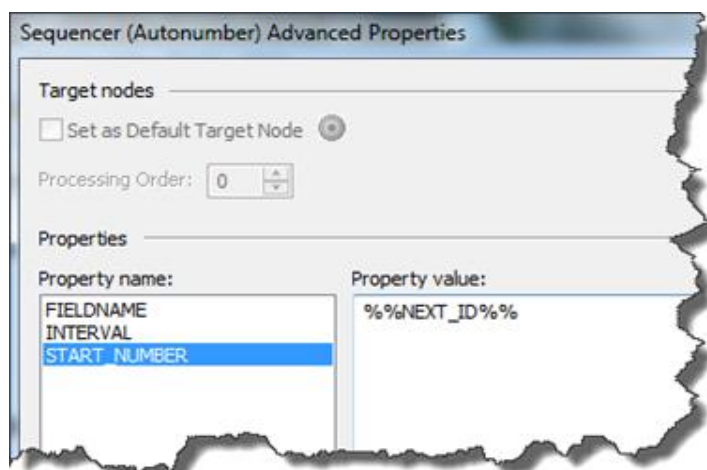 Sequencer (Autonumber) Advanced Properties
Target nodes
Set as Default Target Node
Processing Order: 0
Properties
Property name: Property value:
FIELDNAME %%NEXT_ID%%
INTERVAL
START_NUMBER